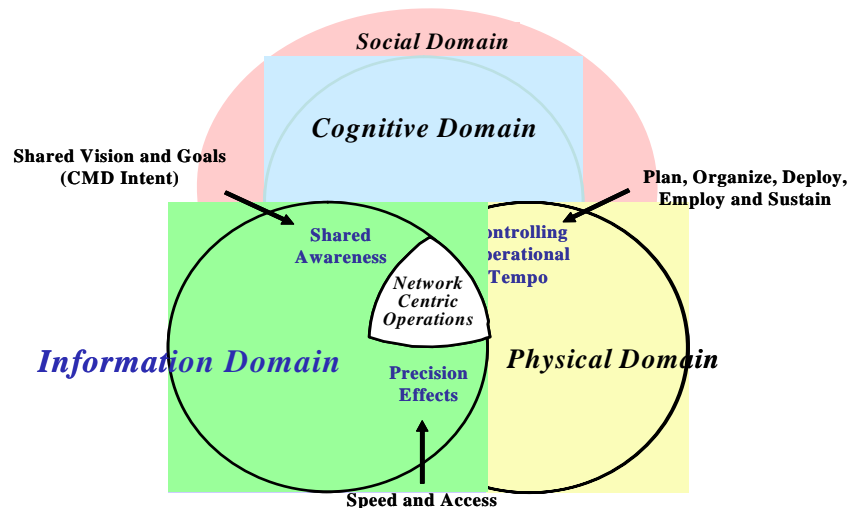 Social Domain
Cognitive Domain
Shared Vision and Goals
(CMD Intent)
Plan, Organize, Deploy,
Employ and Sustain
Shared
Awareness
ontrolling
perational
Tempo
Network
Centric
Operations
Information Domain
Physical Domain
Precision
Effects
Speed and Access